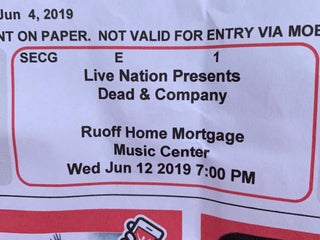 Jun 4, 2019
NT ON PAPER. NOT VALID FOR ENTRY VIA MOB
SECG E 1
Live Nation Presents
Dead & Company
Ruoff Home Mortgage
Music Center
Wed Jun 12 2019 7:00 PM